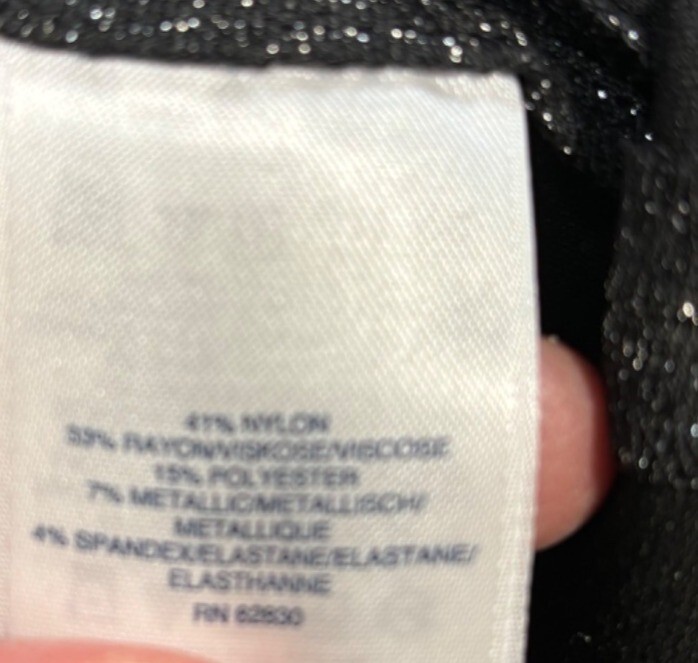 41% NYLON
33% RAYON/VISKOSE/VISCOSE
15% POLYESTER
7% METALLIC/METALLISCH/
METALLIQUE
4% SPANDEX/ELASTANE/ELASTANE/
ELASTHANNE
RN 62830